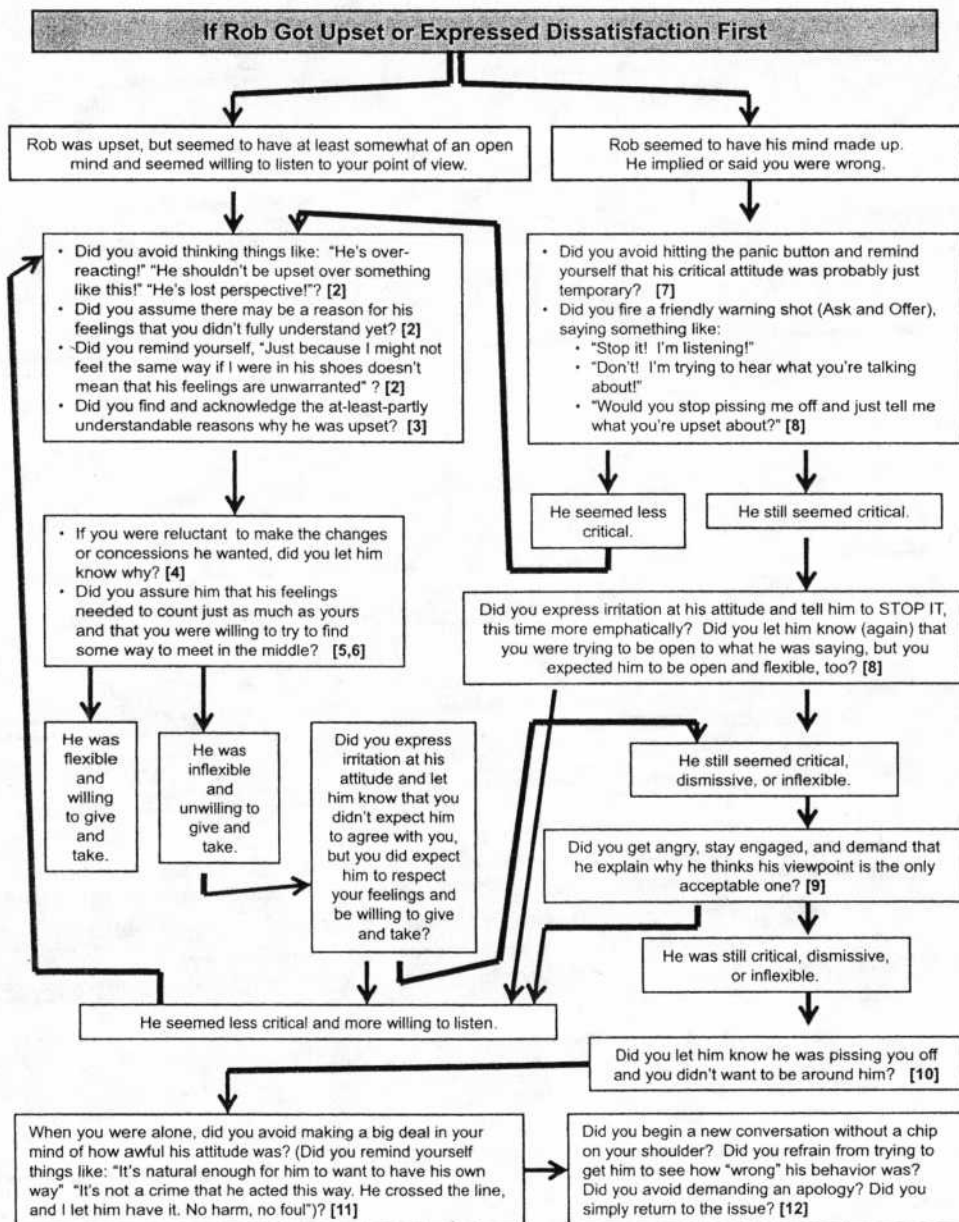 If Rob Got Upset or Expressed Dissatisfaction First
Rob was upset, but seemed to have at least somewhat of an open
mind and seemed willing to listen to your point of view.
Rob seemed to have his mind made up.
He implied or said you were wrong.
• Did you avoid thinking things like: "He's over-
reacting!" "He shouldn't be upset over something
like this!" "He's lost perspective!"? [2]
• Did you assume there may be a reason for his
feelings that you didn't fully understand yet? [2]
• Did you remind yourself, "Just because I might not
feel the same way if I were in his shoes doesn't
mean that his feelings are unwarranted" ? [2]
• Did you find and acknowledge the at-least-partly
understandable reasons why he was upset? [3]
• Did you avoid hitting the panic button and remind
yourself that his critical attitude was probably just
temporary? [7]
• Did you fire a friendly warning shot (Ask and Offer),
saying something like:
• "Stop it! I'm listening!"
• "Don't! I'm trying to hear what you're talking
about!"
• "Would you stop pissing me off and just tell me
what you're upset about?" [8]
He seemed less
critical.
He still seemed critical.
• If you were reluctant to make the changes
or concessions he wanted, did you let him
know why? [4]
• Did you assure him that his feelings
needed to count just as much as yours
and that you were willing to try to find
some way to meet in the middle? [5,6]
Did you express irritation at his attitude and tell him to STOP IT,
this time more emphatically? Did you let him know (again) that
you were trying to be open to what he was saying, but you
expected him to be open and flexible, too? [8]
He was
flexible
and
willing
to give
and
take.
He was
inflexible
and
unwilling to
give and
take.
Did you express
irritation at his
attitude and let
him know that you
didn't expect him
to agree with you,
but you did expect
him to respect
your feelings and
be willing to give
and take?
He still seemed critical,
dismissive, or inflexible.
Did you get angry, stay engaged, and demand that
he explain why he thinks his viewpoint is the only
acceptable one? [9]
He was still critical, dismissive,
or inflexible.
He seemed less critical and more willing to listen.
Did you let him know he was pissing you off
and you didn't want to be around him? [10]
When you were alone, did you avoid making a big deal in your
mind of how awful his attitude was? (Did you remind yourself
things like: "It's natural enough for him to want to have his own
way" "It's not a crime that he acted this way. He crossed the line,
and I let him have it. No harm, no foul")? [11]
Did you begin a new conversation without a chip
on your shoulder? Did you refrain from trying to
get him to see how "wrong" his behavior was?
Did you avoid demanding an apology? Did you
simply return to the issue? [12]